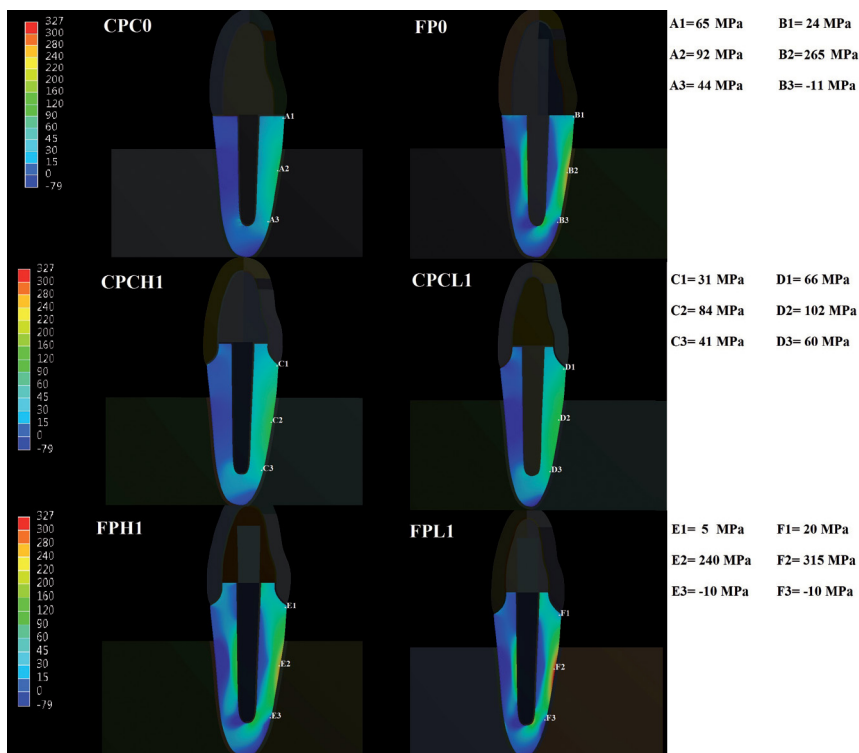 CPC0
FP0
327
300
280
240
200
160
120
90
60
45
30
15
0
-79
.A1
.A2
.A3
.B1
.B2
.B3
A1=65 MPa B1= 24 MPa
A2=92 MPa B2=265 MPa
A3=44 MPa B3=-11 MPa
CPCH1
CPCL1
327
300
280
240
200
160
120
90
60
45
30
15
0
-79
.C1
.C2
.C3
.D1
.D2
.D3
C1= 31 MPa D1= 66 MPa
C2= 84 MPa D2= 102 MPa
C3= 41 MPa D3= 60 MPa
FPH1
FPL1
327
300
280
240
200
160
120
90
60
45
30
15
0
-79
.E1
.E2
.E3
.F1
.F2
.F3
E1= 5 MPa F1= 20 MPa
E2= 240 MPa F2= 315 MPa
E3= -10 MPa F3= -10 MPa